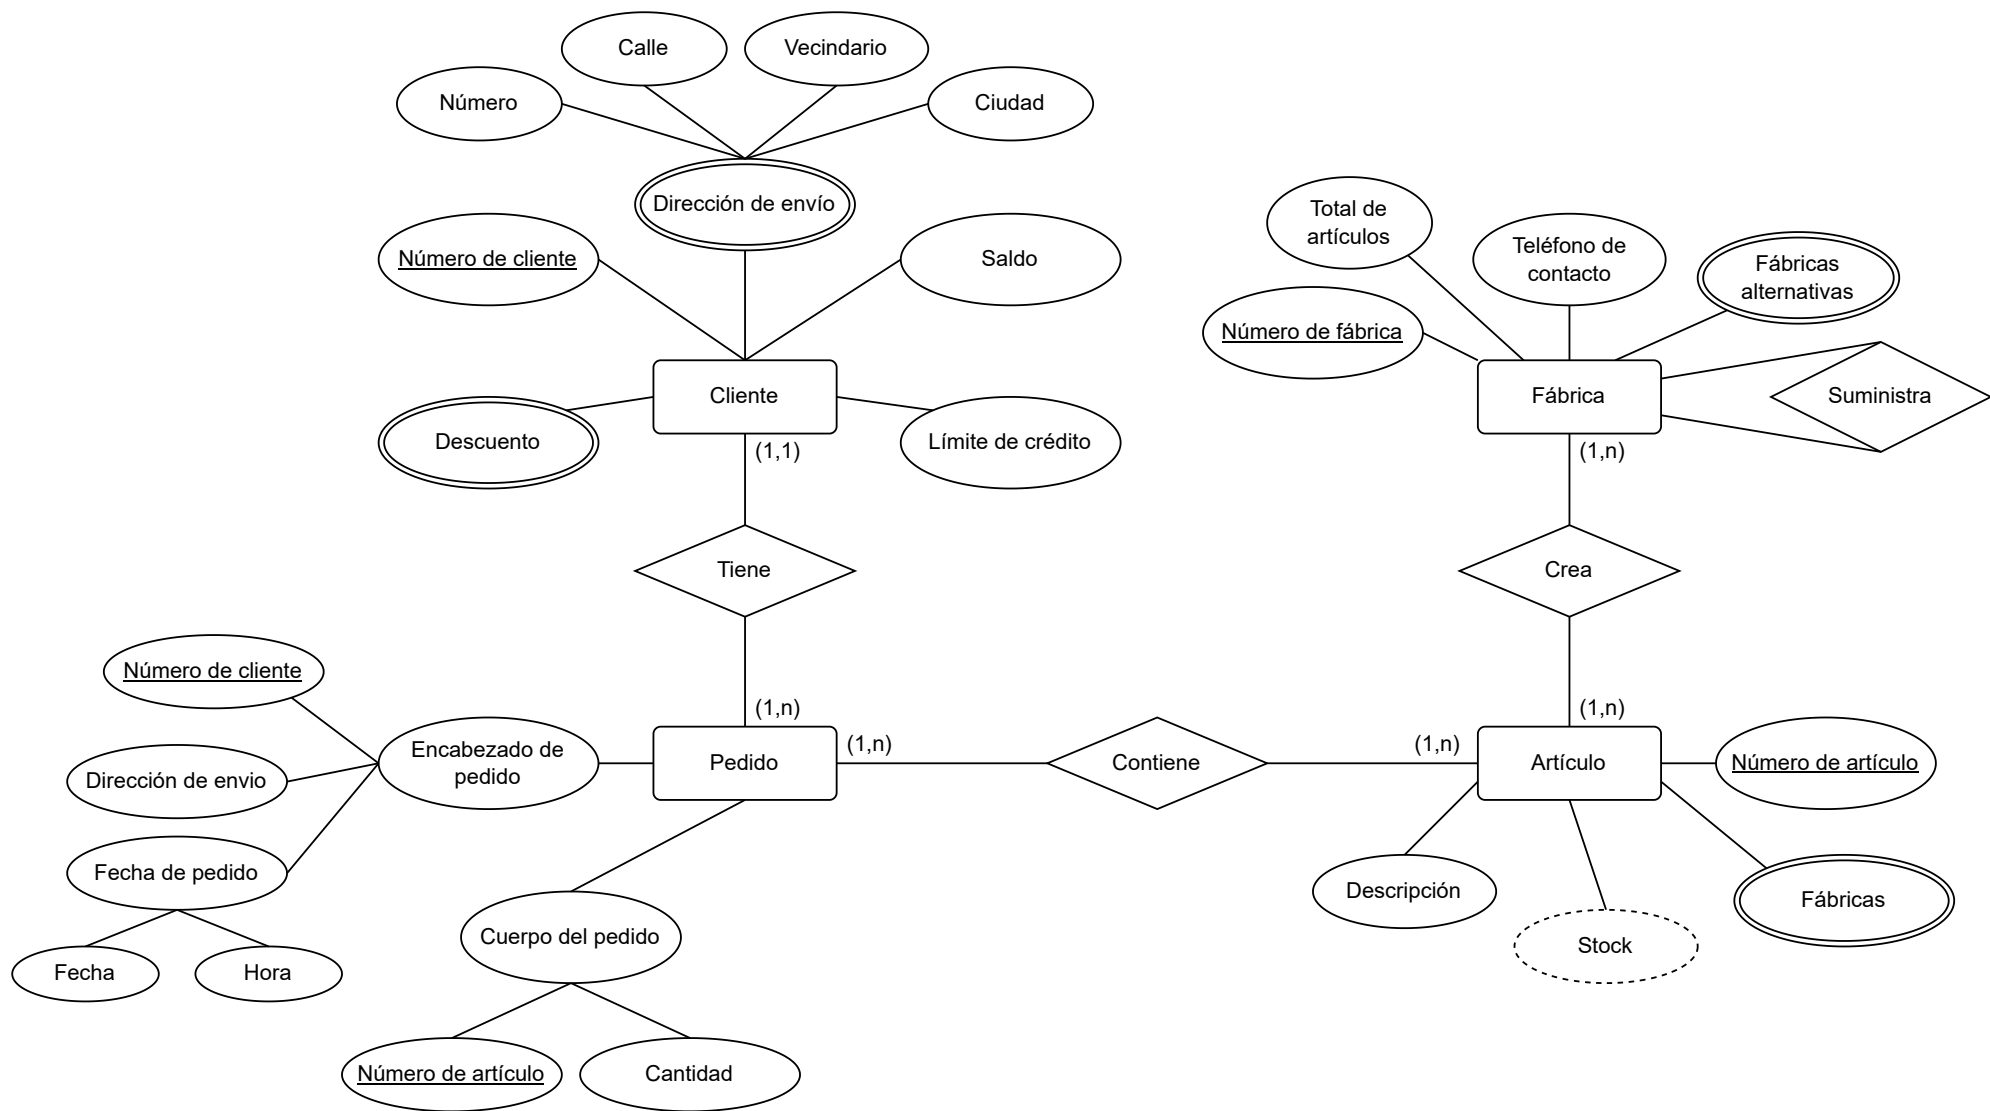 Calle
Vecindario
Número
Ciudad
Dirección de envío
Número de cliente
Saldo
Total de
artículos
Teléfono de
contacto
Fábricas
alternativas
Número de fábrica
Cliente
Fábrica
Suministra
Descuento
Límite de crédito
(1,1)
(1,n)
Tiene
Crea
Número de cliente
(1,n)
(1,n)
Encabezado de
pedido
Pedido
(1,n)
Contiene
(1,n)
Artículo
Número de artículo
Dirección de envio
Fecha de pedido
Descripción
Fábricas
Cuerpo del pedido
Stock
Fecha
Hora
Número de artículo
Cantidad